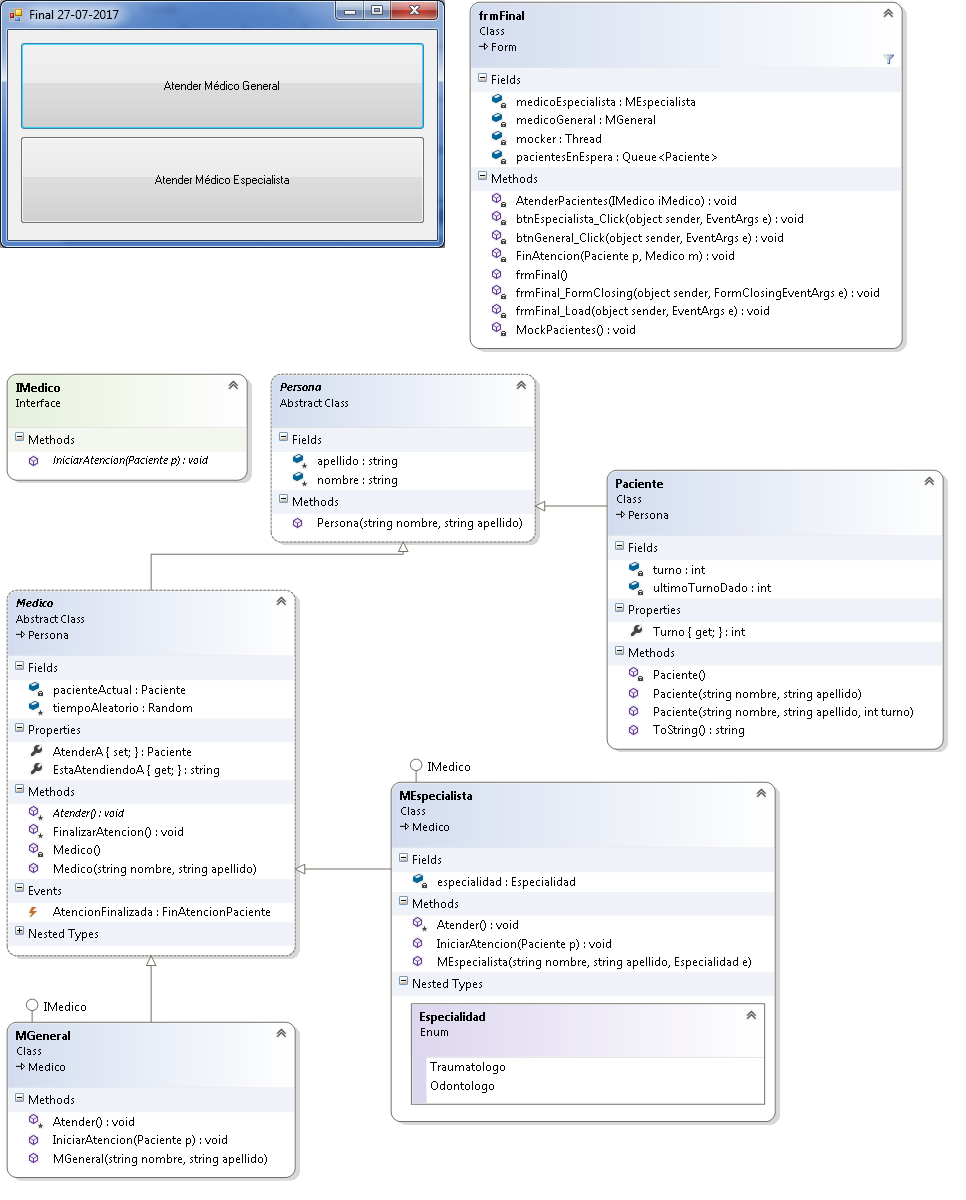 Final 27-07-2017
Atender Médico General
Atender Médico Especialista
frmFinal
Class
Form
Fields
medicoEspecialista : MEspecialista
medicoGeneral : MGeneral
mocker : Thread
pacientesEnEspera : Queue<Paciente>
Methods
AtenderPacientes(IMedico iMedico) : void
btnEspecialista_Click(object sender, EventArgs e) : void
btnGeneral_Click(object sender, EventArgs e) : void
FinAtencion(Paciente p, Medico m) : void
frmFinal()
frmFinal_FormClosing(object sender, FormClosingEventArgs e) : void
frmFinal_Load(object sender, EventArgs e) : void
MockPacientes() : void
IMedico
Interface
Methods
IniciarAtencion(Paciente p) : void
Persona
Abstract Class
Fields
apellido : string
nombre : string
Methods
Persona(string nombre, string apellido)
Paciente
Class
Persona
Fields
turno : int
ultimoTurnoDado : int
Properties
Turno { get; } : int
Methods
Paciente()
Paciente(string nombre, string apellido)
Paciente(string nombre, string apellido, int turno)
ToString() : string
Medico
Abstract Class
Persona
Fields
pacienteActual : Paciente
tiempoAleatorio : Random
Properties
AtenderA { set; } : Paciente
EstaAtendiendoA { get; } : string
Methods
Atender() : void
FinalizarAtencion() : void
Medico()
Medico(string nombre, string apellido)
Events
AtencionFinalizada : FinAtencionPaciente
Nested Types
IMedico
MEspecialista
Class
Medico
Fields
especialidad : Especialidad
Methods
Atender() : void
IniciarAtencion(Paciente p) : void
MEspecialista(string nombre, string apellido, Especialidad e)
Nested Types
Especialidad
Enum
Traumatologo
Odontologo
IMedico
MGeneral
Class
Medico
Methods
Atender() : void
IniciarAtencion(Paciente p) : void
MGeneral(string nombre, string apellido)